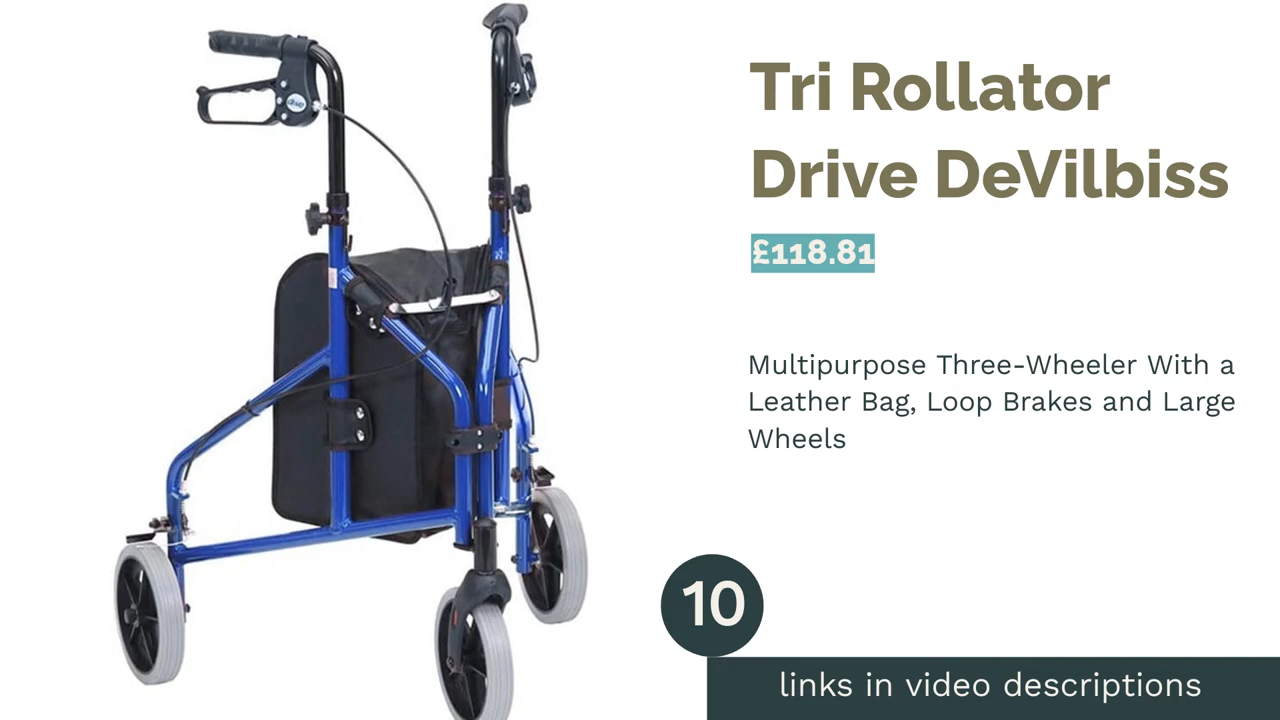 Tri Rollator
Drive DeVilbiss
£118.81
Multipurpose Three-Wheeler With a
Leather Bag, Loop Brakes and Large
Wheels
10
links in video descriptions
drive